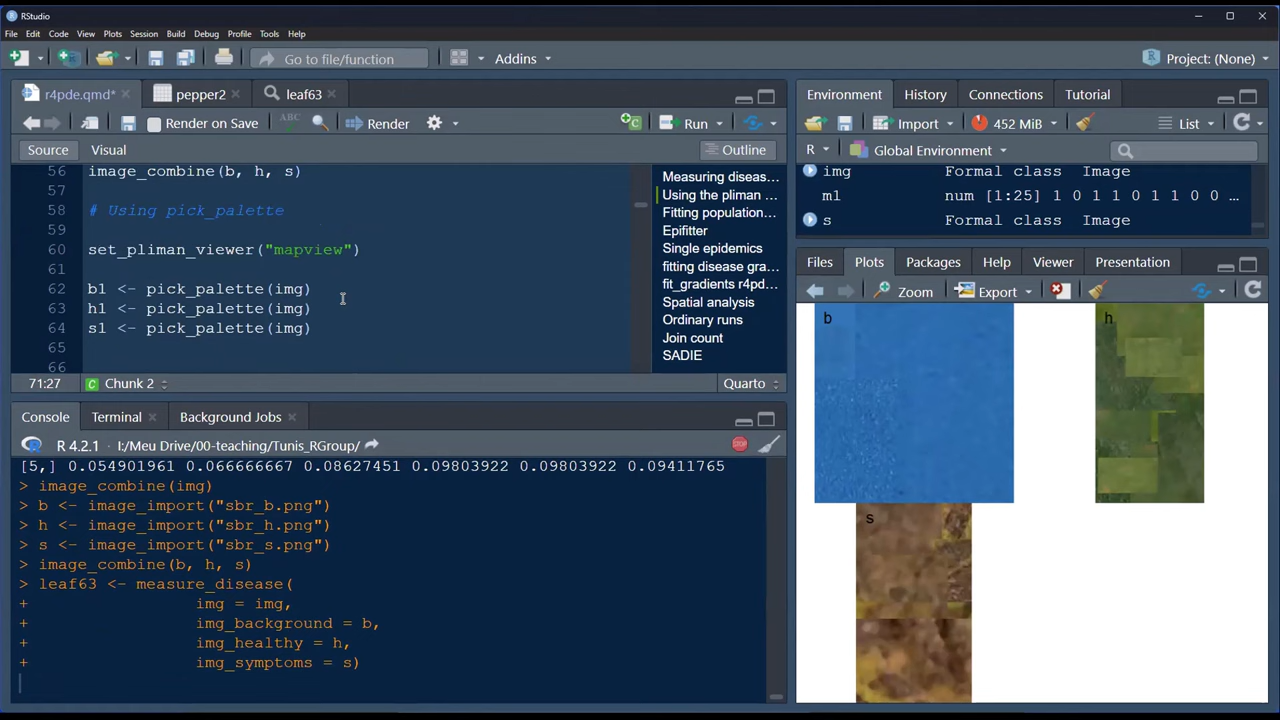 RStudio
File Edit Code View Plots Session Build Debug Profile Tools Help
Go to file/function
Addins
Project: (None)
r4pde.qmd*
pepper2
leaf63
Render on Save
ABC
Render
Run
Source
Visual
Outline
56 image_combine(b, h, s)
57
58 # Using pick_palette
59
60 set_pliman_viewer("mapview")
61
62 b1 <- pick_palette(img)
63 h1 <- pick_palette(img)
64 s1 <- pick_palette(img)
65
66
Measuring diseas...
Using the pliman ...
Fitting population...
Epifitter
Single epidemics
fitting disease gra...
fit_gradients r4pd...
Spatial analysis
Ordinary runs
Join count
SADIE
71:27
C Chunk 2
Quarto
Console
Terminal
Background Jobs
R 4.2.1 · I:/Meu Drive/00-teaching/Tunis_RGroup/
[5,] 0.054901961 0.066666667 0.08627451 0.09803922 0.09803922 0.09411765
> image_combine(img)
> b <- image_import("sbr_b.png")
> h <- image_import("sbr_h.png")
> s <- image_import("sbr_s.png")
> image_combine(b, h, s)
> leaf63 <- measure_disease(
+ img = img,
+ img_background = b,
+ img_healthy = h,
+ img_symptoms = s)
Environment
History
Connections
Tutorial
Import
452 MiB
List
R
Global Environment
img Formal class Image
ml num [1:25] 1 0 1 1 0 1 1 0 0 ...
s Formal class Image
Files
Plots
Packages
Help
Viewer
Presentation
Zoom
Export
b
h
s